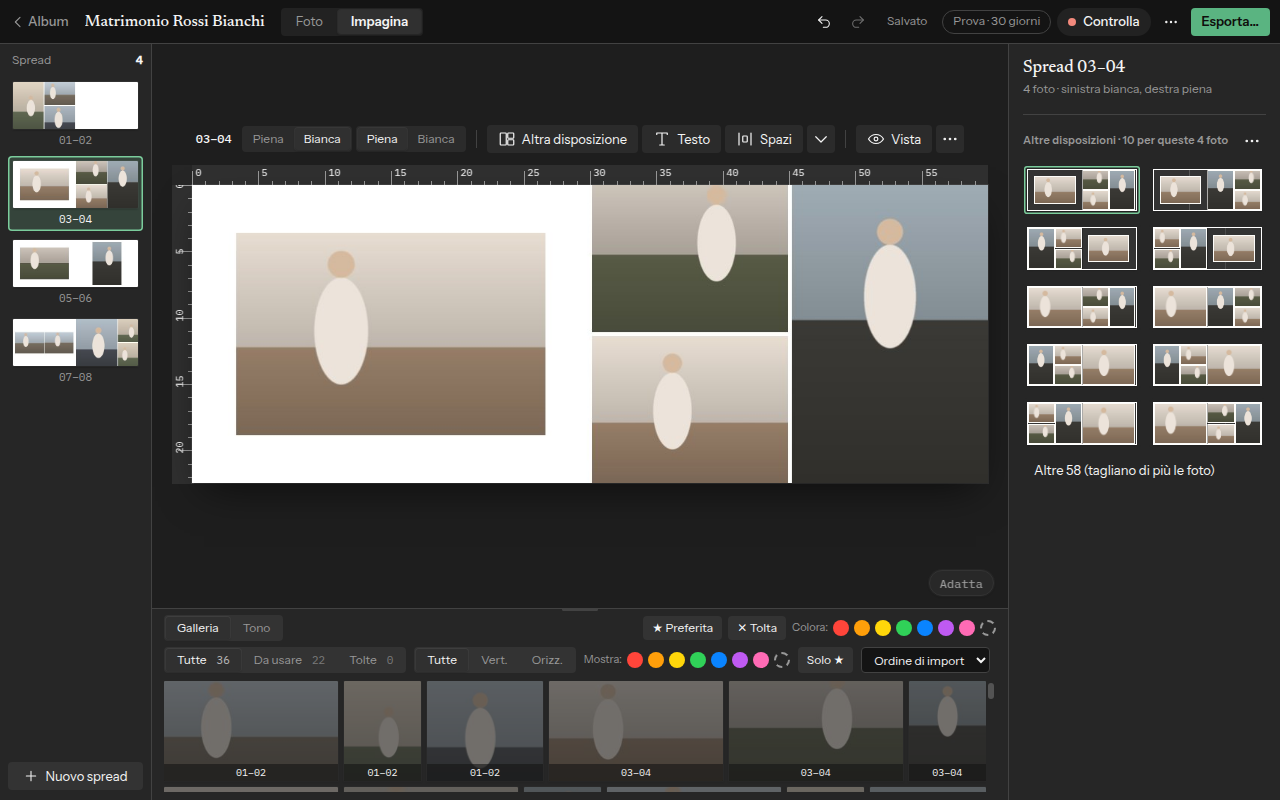 Album
Matrimonio Rossi Bianchi
Foto
Impagina
Salvato
Prova · 30 giorni
Controlla
Esporta...
Spread
4
01–02
03–04
05–06
07–08
Nuovo spread
03–04
Piena
Bianca
Piena
Bianca
Altra disposizione
Testo
Spazi
Vista
0
5
10
15
20
25
30
35
40
45
50
55
0
5
10
15
20
Adatta
Galleria
Tono
★ Preferita
✕ Tolta
Colora:
Tutte 36
Da usare 22
Tolte 0
Tutte
Vert.
Orizz.
Mostra:
Solo ★
Ordine di import
01–02
01–02
01–02
03–04
03–04
03–04
Spread 03–04
4 foto · sinistra bianca, destra piena
Altre disposizioni · 10 per queste 4 foto
Altre 58 (tagliano di più le foto)